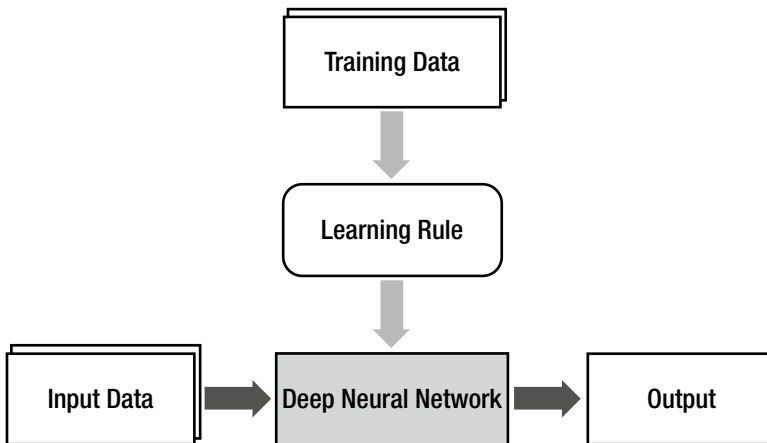 Training Data
Learning Rule
Input Data
Deep Neural Network
Output